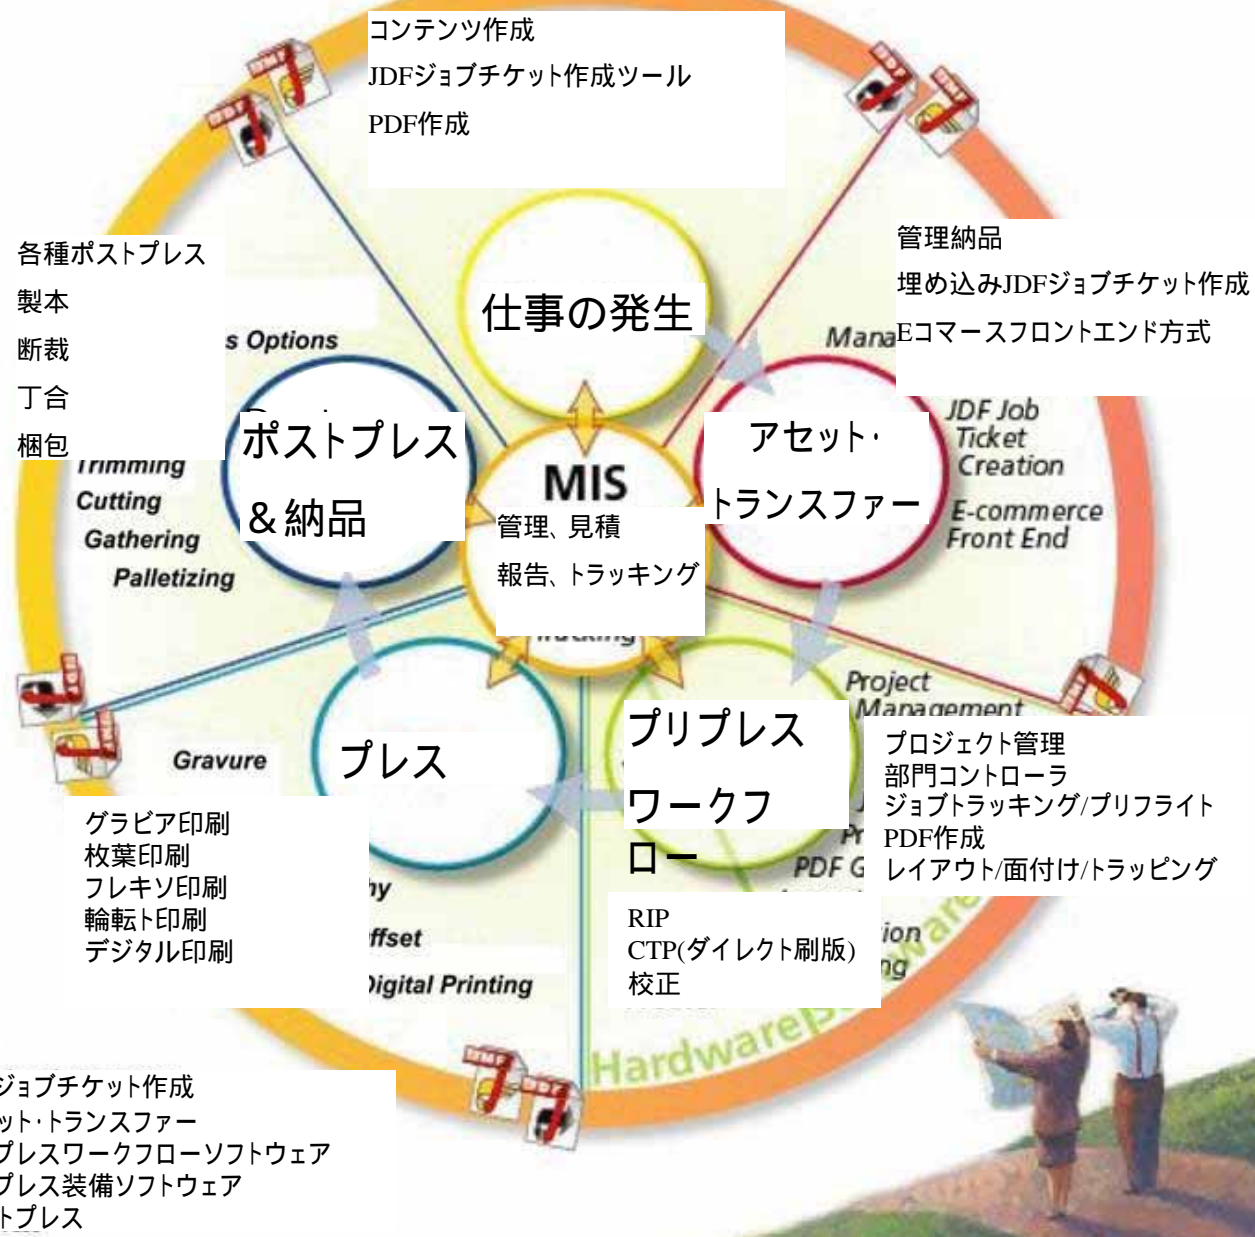 コンテンツ作成
JDFジョブチケット作成ツール
PDF作成
各種ポストプレス
製本
断裁
丁合
梱包
s Options
Trimming
Cutting
Gathering
Palletizing
仕事の発生
管理納品
埋め込みJDFジョブチケット作成
Eコマースフロントエンド方式
Mana
JDF Job
Ticket
Creation
E-commerce
Front End
ポストプレス
&納品
MIS
管理、見積
報告、トラッキング
Tracking
アセット・
トランスファー
プレス
プリプレス
ワークフ
ロー
Project
Management
プロジェクト管理
部門コントローラ
ジョブトラッキング/プリフライト
PDF作成
レイアウト/面付け/トラッピング
PDF G
Gravure
グラビア印刷
枚葉印刷
フレキソ印刷
輪転ト印刷
デジタル印刷
hy
ffset
Digital Printing
RIP
CTP(ダイレクト刷版)
校正
ion
ng
Hardware
ジョブチケット作成
ット・トランスファー
プレスワークフローソフトウェア
プレス装備ソフトウェア
トプレス